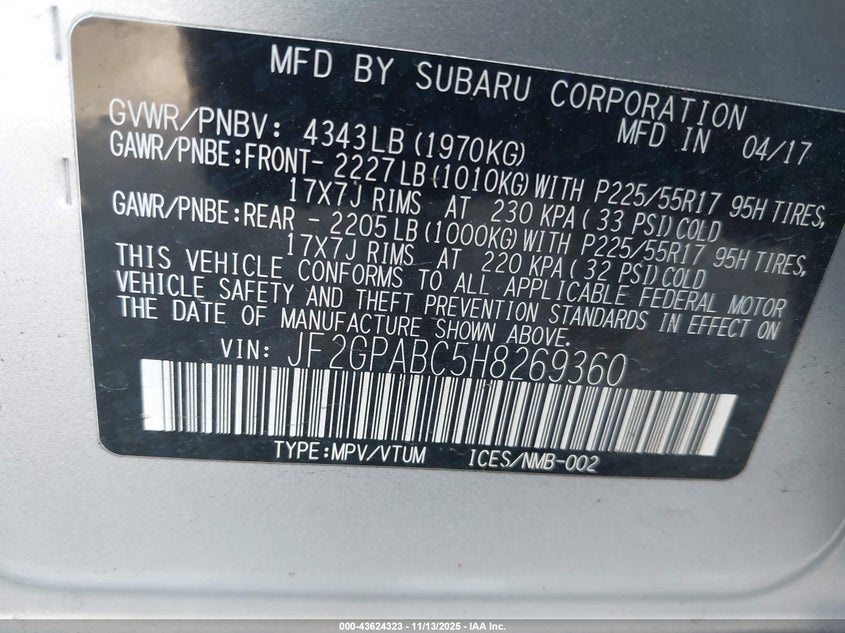 MFD BY SUBARU CORPORATION
GVWR/PNBV: 4343LB (1970KG) MFD IN 04/17
GAWR/PNBE:FRONT- 2227LB(1010KG)WITH P225/55R17 95H TIRES,
17X7J RIMS AT 230 KPA(33 PSI)COLD
GAWR/PNBE:REAR - 2205LB(1000KG)WITH P225/55R17 95H TIRES,
17X7J RIMS AT 220 KPA(32 PSI)COLD
THIS VEHICLE CONFORMS TO ALL APPLICABLE FEDERAL MOTOR
VEHICLE SAFETY AND THEFT PREVENTION STANDARDS IN EFFECT ON
THE DATE OF MANUFACTURE SHOWN ABOVE.
VIN: JF2GPABC5H8269360
TYPE:MPV/VTUM ICES/NMB-002
000-43624323 - 11/13/2025 - IAA Inc.